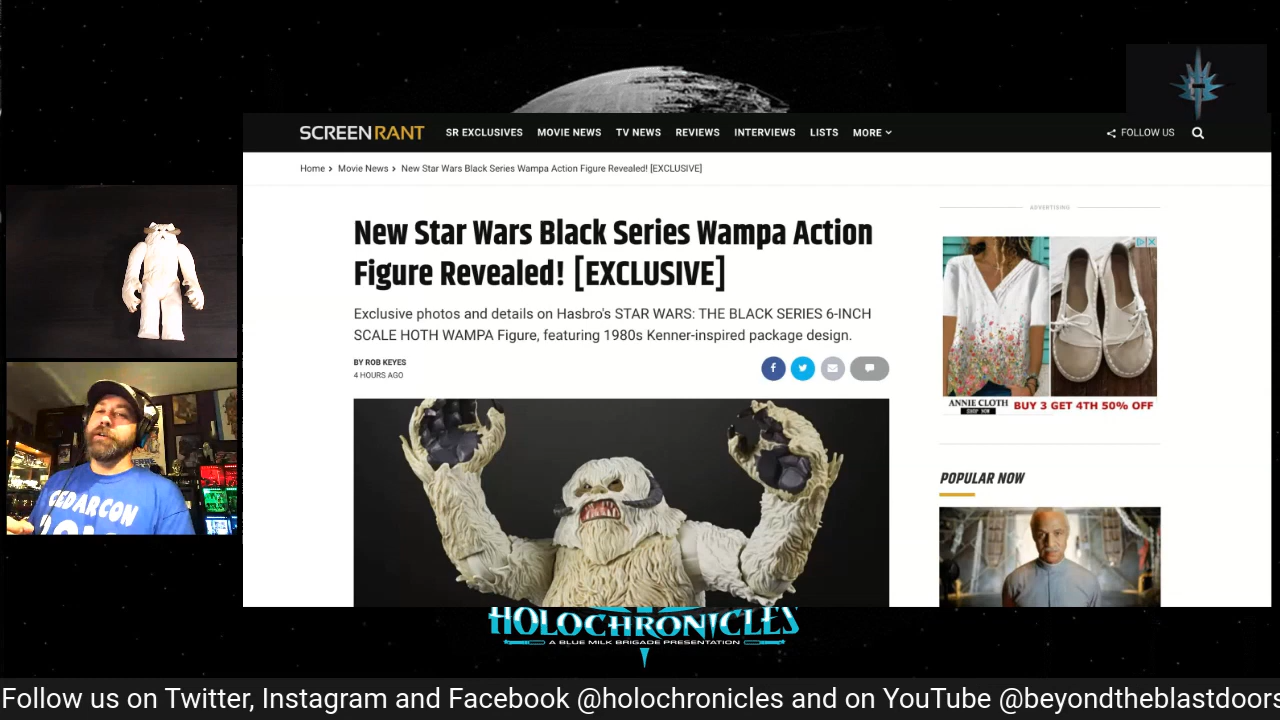 SCREENRANT
SR EXCLUSIVES MOVIE NEWS TV NEWS REVIEWS INTERVIEWS LISTS MORE
FOLLOW US
Home › Movie News › New Star Wars Black Series Wampa Action Figure Revealed! [EXCLUSIVE]
New Star Wars Black Series Wampa Action
Figure Revealed! [EXCLUSIVE]
Exclusive photos and details on Hasbro's STAR WARS: THE BLACK SERIES 6-INCH
SCALE HOTH WAMPA Figure, featuring 1980s Kenner-inspired package design.
BY ROB KEYES
4 HOURS AGO
ADVERTISING
ANNIE CLOTH
SHOP NOW
BUY 3 GET 4TH 50% OFF
POPULAR NOW
CEDARCON
HOLOCHRONICLES
A BLUE MILK BRIGADE PRESENTATION
Follow us on Twitter, Instagram and Facebook @holochronicles and on YouTube @beyondtheblastdoors